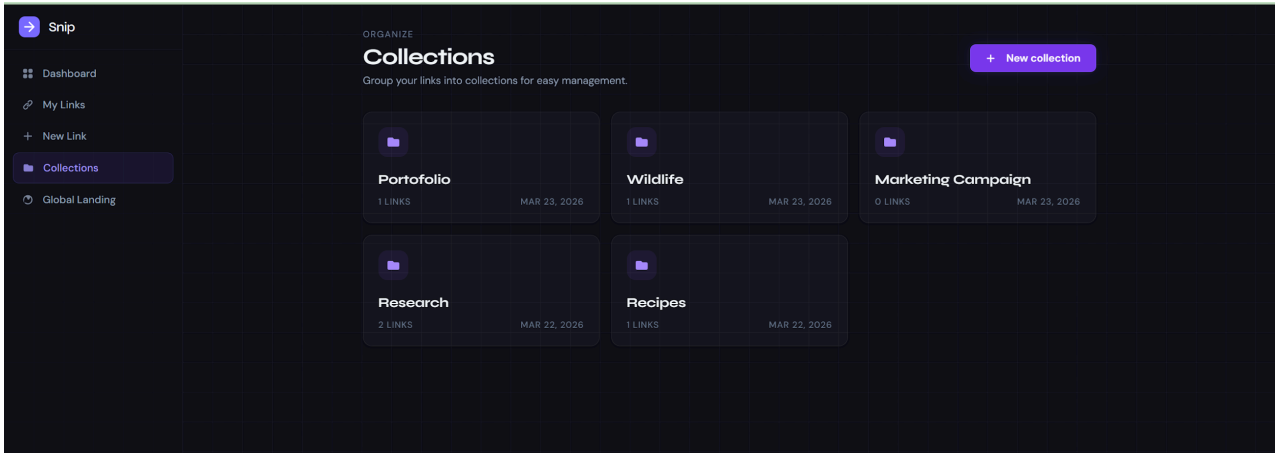 Snip
Dashboard
My Links
New Link
Collections
Global Landing
ORGANIZE
Collections
Group your links into collections for easy management.
+ New collection
Portofolio
1 LINKS MAR 23, 2026
Wildlife
1 LINKS MAR 23, 2026
Marketing Campaign
0 LINKS MAR 23, 2026
Research
2 LINKS MAR 22, 2026
Recipes
1 LINKS MAR 22, 2026